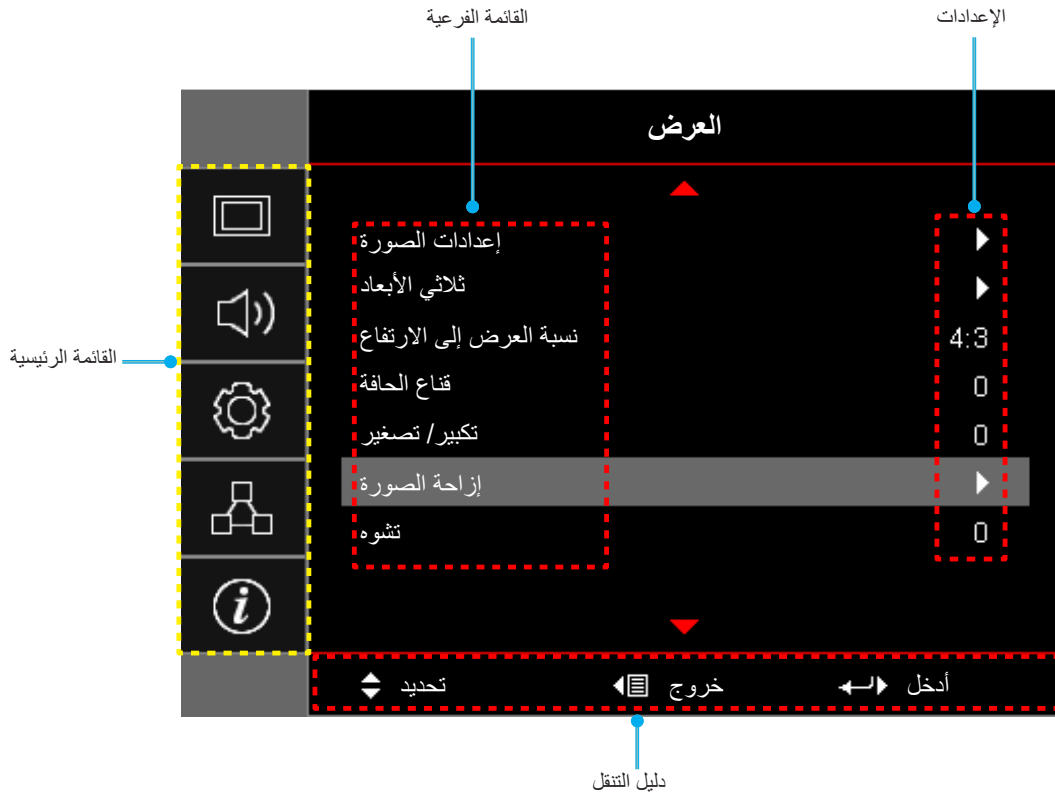 القائمة الفرعية
الإعدادات
العرض
إعدادات الصورة
ثلاثي الأبعاد
نسبة العرض إلى الارتفاع 4:3
قناع الحافة 0
تكبير/ تصغير 0
إزاحة الصورة
تشوه 0
القائمة الرئيسية
تحديد
خروج
أدخل
دليل التنقل